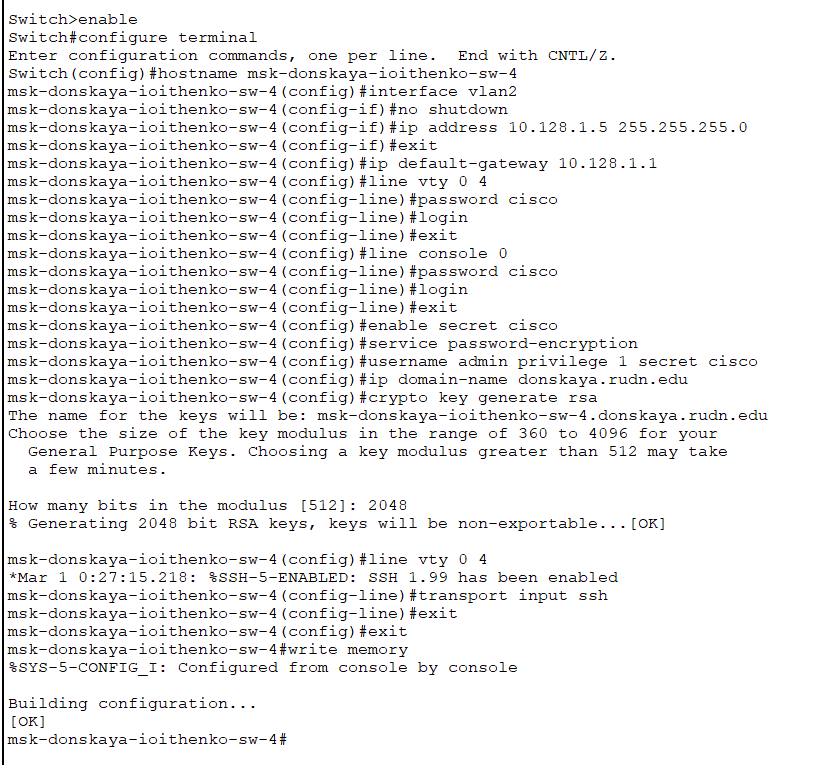 Switch>enable
Switch#configure terminal
Enter configuration commands, one per line.  End with CNTL/Z.
Switch(config)#hostname msk-donskaya-ioithenko-sw-4
msk-donskaya-ioithenko-sw-4(config)#interface vlan2
msk-donskaya-ioithenko-sw-4(config-if)#no shutdown
msk-donskaya-ioithenko-sw-4(config-if)#ip address 10.128.1.5 255.255.255.0
msk-donskaya-ioithenko-sw-4(config-if)#exit
msk-donskaya-ioithenko-sw-4(config)#ip default-gateway 10.128.1.1
msk-donskaya-ioithenko-sw-4(config)#line vty 0 4
msk-donskaya-ioithenko-sw-4(config-line)#password cisco
msk-donskaya-ioithenko-sw-4(config-line)#login
msk-donskaya-ioithenko-sw-4(config-line)#exit
msk-donskaya-ioithenko-sw-4(config)#line console 0
msk-donskaya-ioithenko-sw-4(config-line)#password cisco
msk-donskaya-ioithenko-sw-4(config-line)#login
msk-donskaya-ioithenko-sw-4(config-line)#exit
msk-donskaya-ioithenko-sw-4(config)#enable secret cisco
msk-donskaya-ioithenko-sw-4(config)#service password-encryption
msk-donskaya-ioithenko-sw-4(config)#username admin privilege 1 secret cisco
msk-donskaya-ioithenko-sw-4(config)#ip domain-name donskaya.rudn.edu
msk-donskaya-ioithenko-sw-4(config)#crypto key generate rsa
The name for the keys will be: msk-donskaya-ioithenko-sw-4.donskaya.rudn.edu
Choose the size of the key modulus in the range of 360 to 4096 for your
  General Purpose Keys. Choosing a key modulus greater than 512 may take
  a few minutes.

How many bits in the modulus [512]: 2048
% Generating 2048 bit RSA keys, keys will be non-exportable...[OK]

msk-donskaya-ioithenko-sw-4(config)#line vty 0 4
*Mar 1 0:27:15.218: %SSH-5-ENABLED: SSH 1.99 has been enabled
msk-donskaya-ioithenko-sw-4(config-line)#transport input ssh
msk-donskaya-ioithenko-sw-4(config-line)#exit
msk-donskaya-ioithenko-sw-4(config)#exit
msk-donskaya-ioithenko-sw-4#write memory
%SYS-5-CONFIG_I: Configured from console by console

Building configuration...
[OK]
msk-donskaya-ioithenko-sw-4#